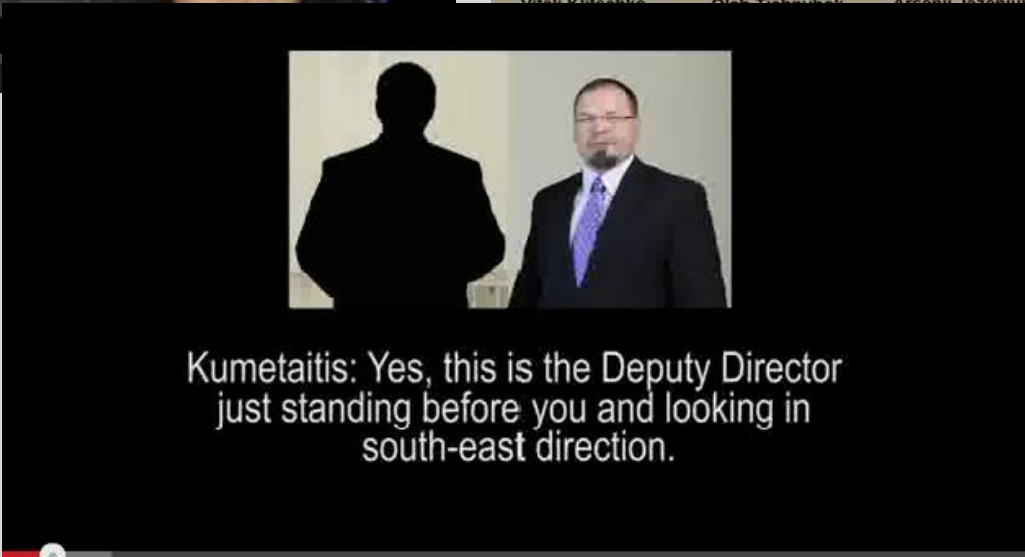 Kumetaitis: Yes, this is the Deputy Director
just standing before you and looking in
south-east direction.